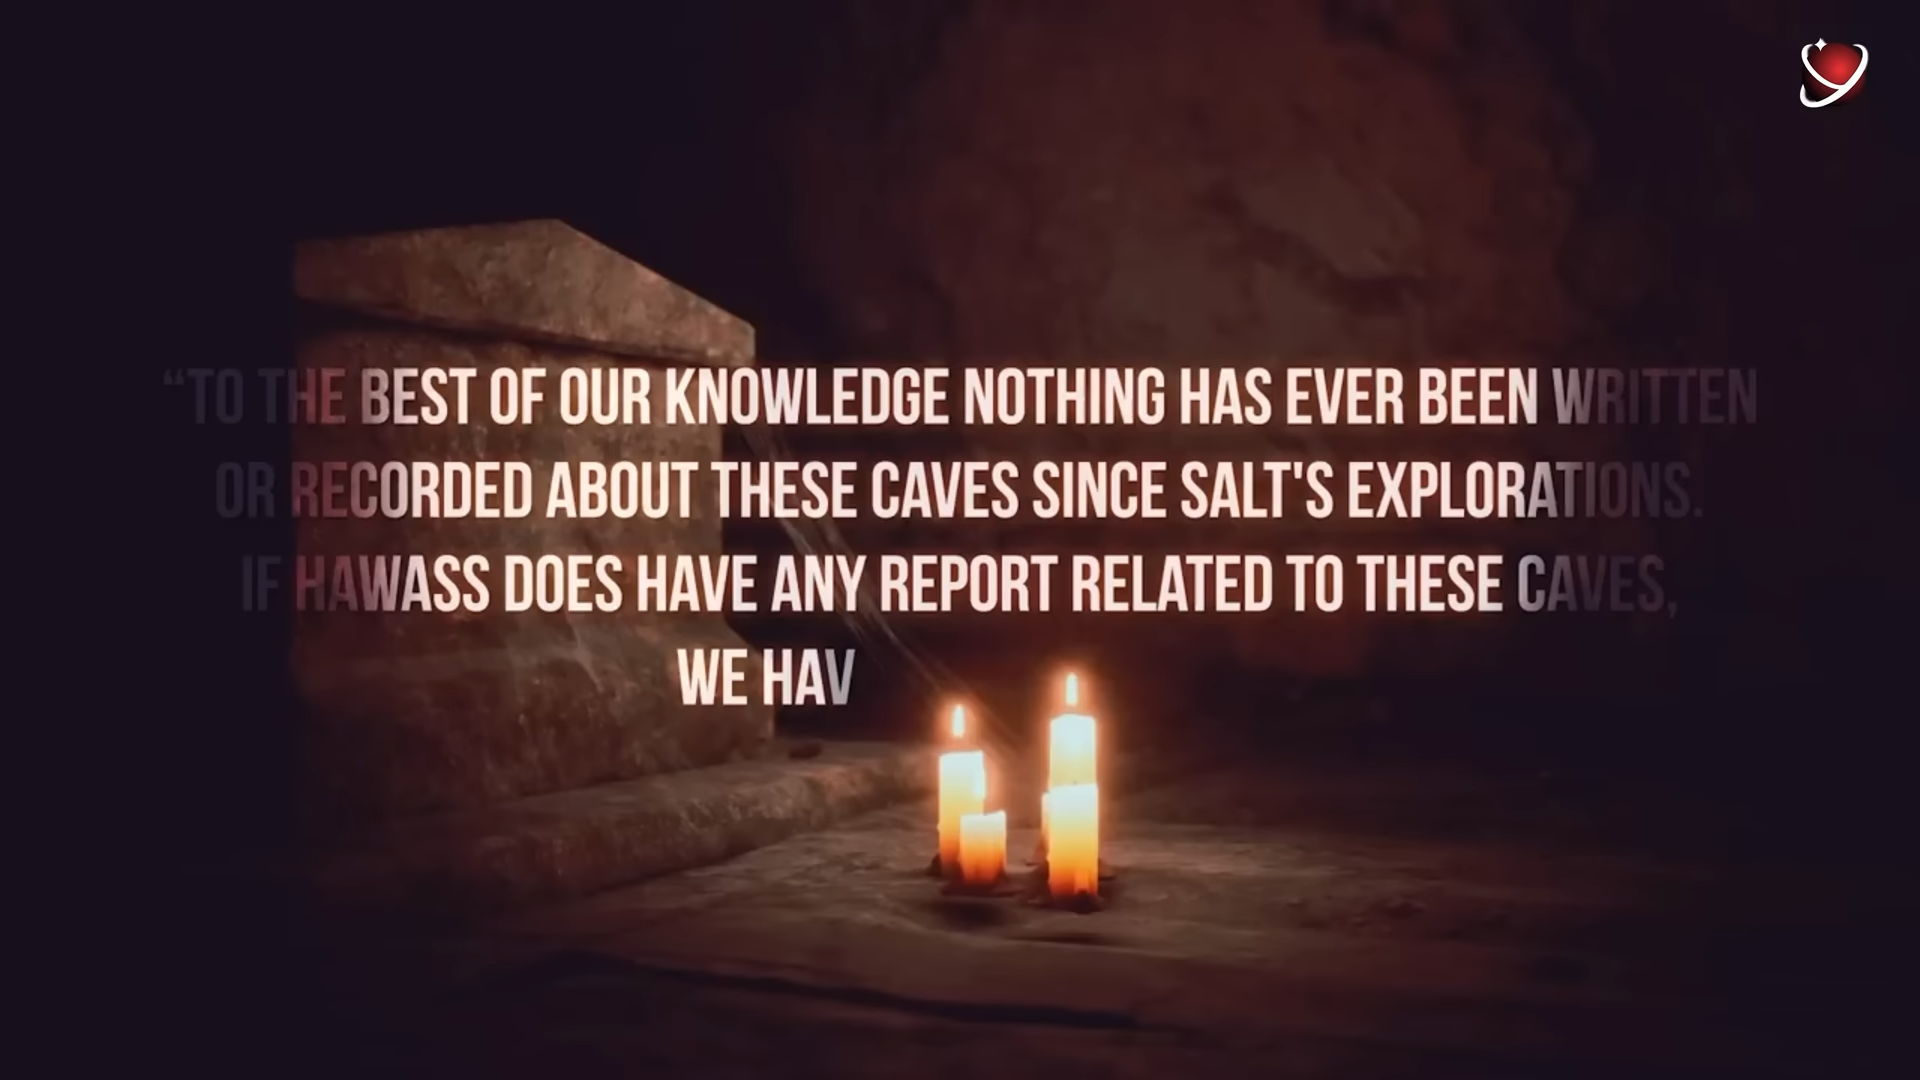 “TO THE BEST OF OUR KNOWLEDGE NOTHING HAS EVER BEEN WRITTEN
OR RECORDED ABOUT THESE CAVES SINCE SALT'S EXPLORATIONS.
IF HAWASS DOES HAVE ANY REPORT RELATED TO THESE CAVES,
WE HAV